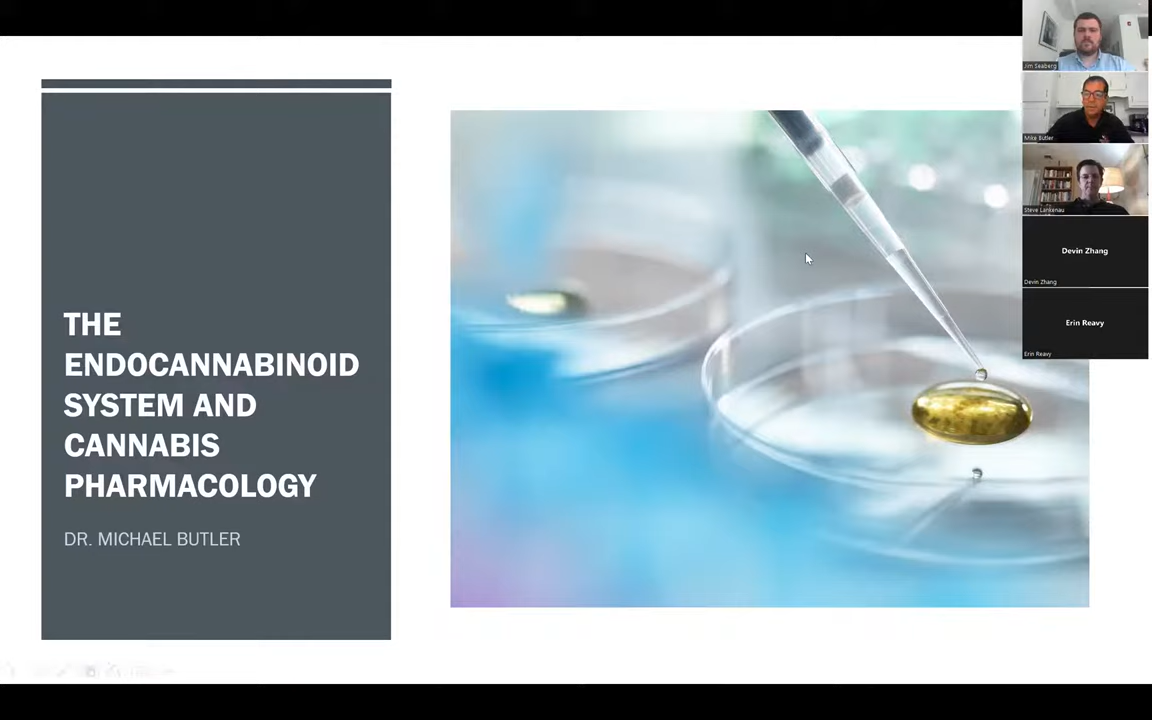 THE
ENDOCANNABINOID
SYSTEM AND
CANNABIS
PHARMACOLOGY
DR. MICHAEL BUTLER
Jim Seaberg
Mike Butler
Steve Lankenau
Devin Zhang
Devin Zhang
Erin Reavy
Erin Reavy